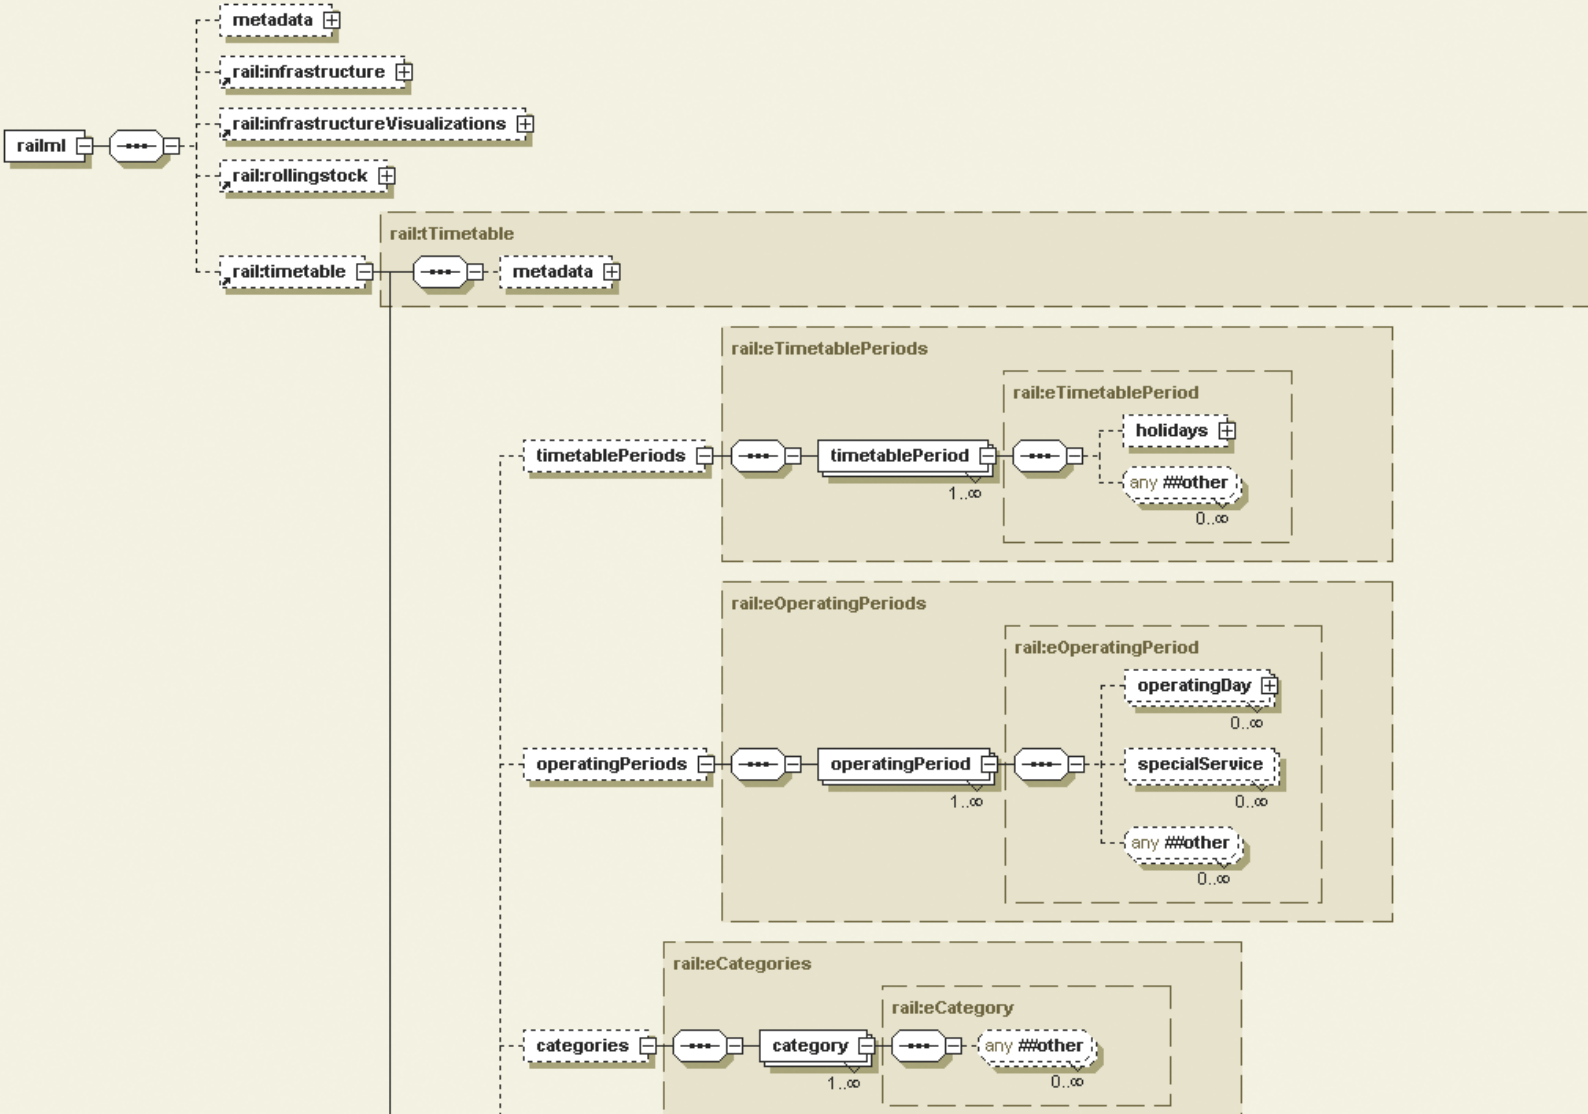 metadata
rail:infrastructure
rail:infrastructureVisualizations
railml
rail:rollingstock
rail:tTimetable
rail:timetable
metadata
rail:eTimetablePeriods
rail:eTimetablePeriod
holidays
timetablePeriods
timetablePeriod
any ##other
1..∞
0..∞
rail:eOperatingPeriods
rail:eOperatingPeriod
operatingDay
0..∞
operatingPeriods
operatingPeriod
specialService
1..∞
0..∞
any ##other
0..∞
rail:eCategories
rail:eCategory
categories
category
any ##other
1..∞
0..∞